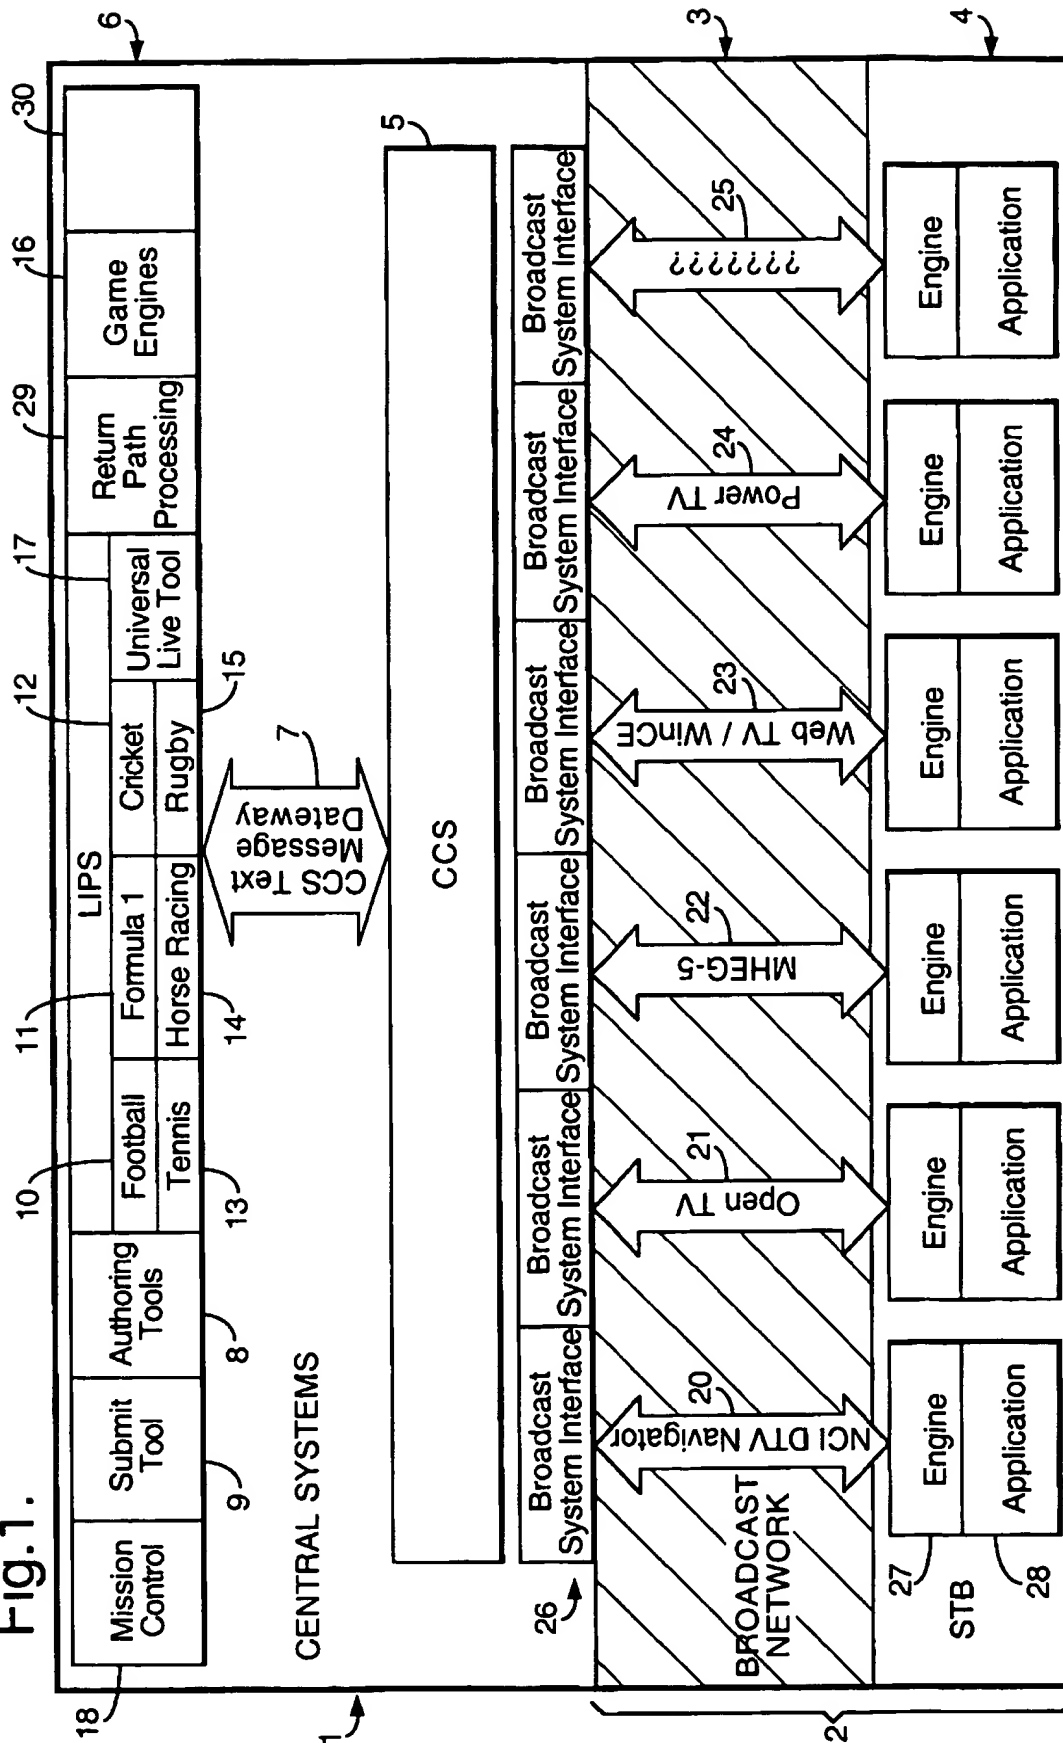 Fig.1.
6
18
Mission
Control
Submit
Tool
9
Authoring
Tools
8
LIPS
10
Football
Tennis
13
11
Formula 1
Horse Racing
14
12
Cricket
Rugby
15
17
Universal
Live Tool
29
Return
Path
Processing
16
Game
Engines
30
1
CENTRAL SYSTEMS
CCS Text
Message
Dateway
7
CCS
5
26
Broadcast
System Interface
Broadcast
System Interface
Broadcast
System Interface
Broadcast
System Interface
Broadcast
System Interface
Broadcast
System Interface
2
BROADCAST
NETWORK
3
NCI DTV Navigator
20
Open TV
21
MHEG-5
22
Web TV / WinCE
23
Power TV
24
???????
25
4
STB
27
28
Engine
Application
Engine
Application
Engine
Application
Engine
Application
Engine
Application
Engine
Application